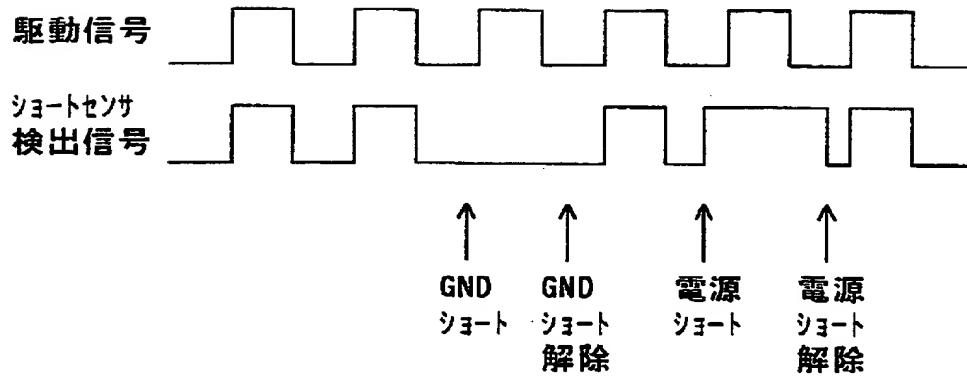 駆動信号
ショートセンサ
検出信号
GND
ショート
GND
ショート
解除
電源
ショート
電源
ショート
解除